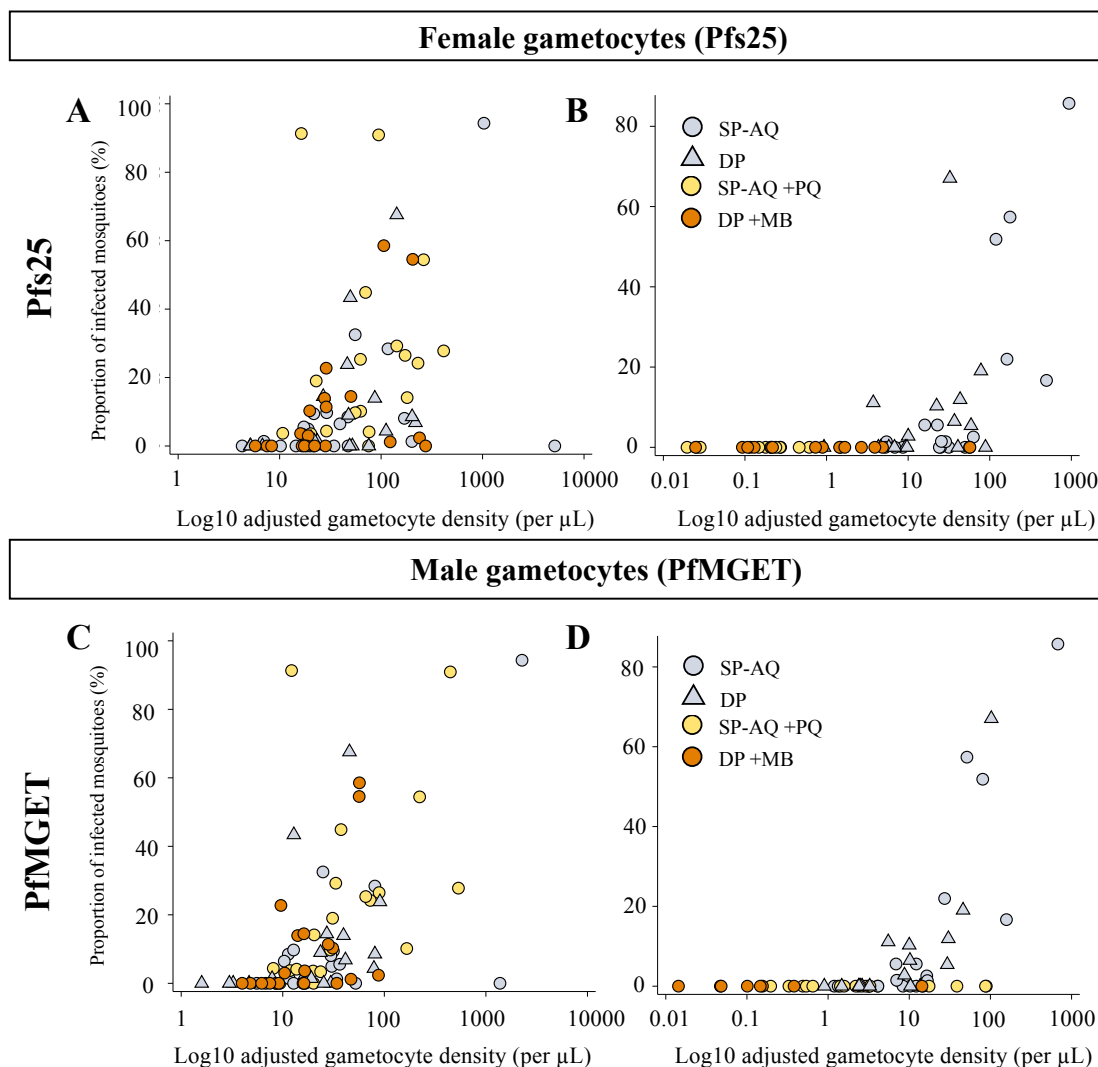 Female gametocytes (Pfs25)
A
B
Pfs25
Proportion of infected mosquitoes (%)
100
80
60
40
20
0
1
10
100
1000
10000
Log10 adjusted gametocyte density (per µL)
80
60
40
20
0
SP-AQ
DP
SP-AQ +PQ
DP +MB
0.01
0.1
1
10
100
1000
Log10 adjusted gametocyte density (per µL)
Male gametocytes (PfMGET)
C
D
PfMGET
Proportion of infected mosquitoes (%)
100
80
60
40
20
0
1
10
100
1000
10000
Log10 adjusted gametocyte density (per µL)
80
60
40
20
0
SP-AQ
DP
SP-AQ +PQ
DP +MB
0.01
0.1
1
10
100
1000
Log10 adjusted gametocyte density (per µL)